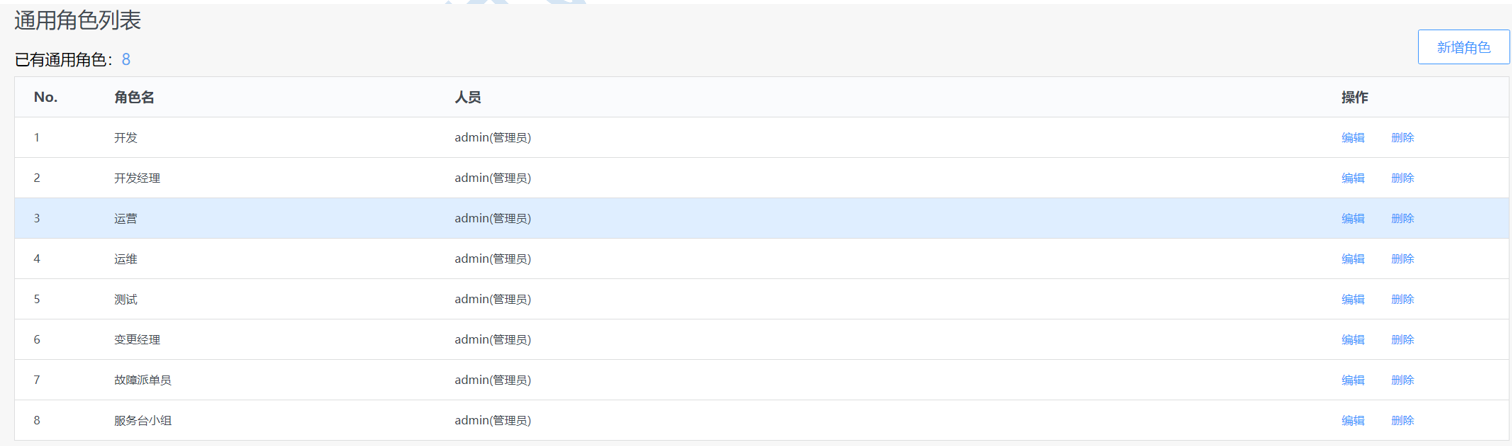 通用角色列表
已有通用角色：8
新增角色
No. 角色名 人员 操作
1 开发 admin(管理员) 编辑 删除
2 开发经理 admin(管理员) 编辑 删除
3 运营 admin(管理员) 编辑 删除
4 运维 admin(管理员) 编辑 删除
5 测试 admin(管理员) 编辑 删除
6 变更经理 admin(管理员) 编辑 删除
7 故障派单员 admin(管理员) 编辑 删除
8 服务台小组 admin(管理员) 编辑 删除